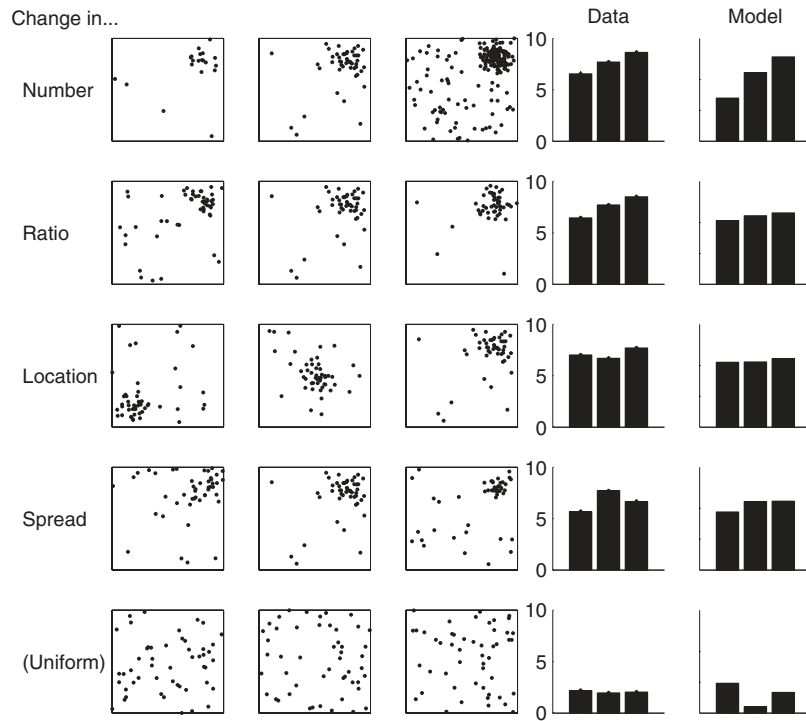 Change in...
Data
Model
Number
10
5
0
Ratio
10
5
0
Location
10
5
0
Spread
10
5
0
(Uniform)
10
5
0